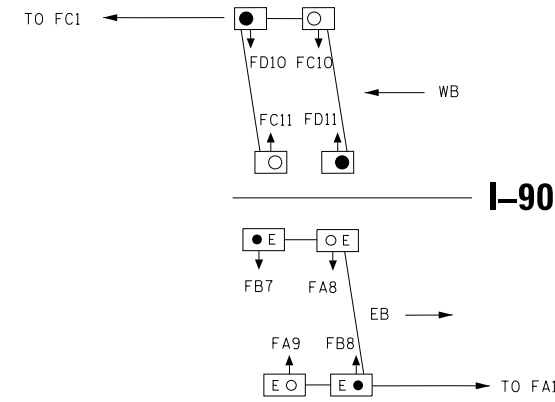 TO FC1
FD10 FC10
WB
FC11 FD11
I-90
E E
FB7 FA8
EB
FA9 FB8
E E
TO FA1